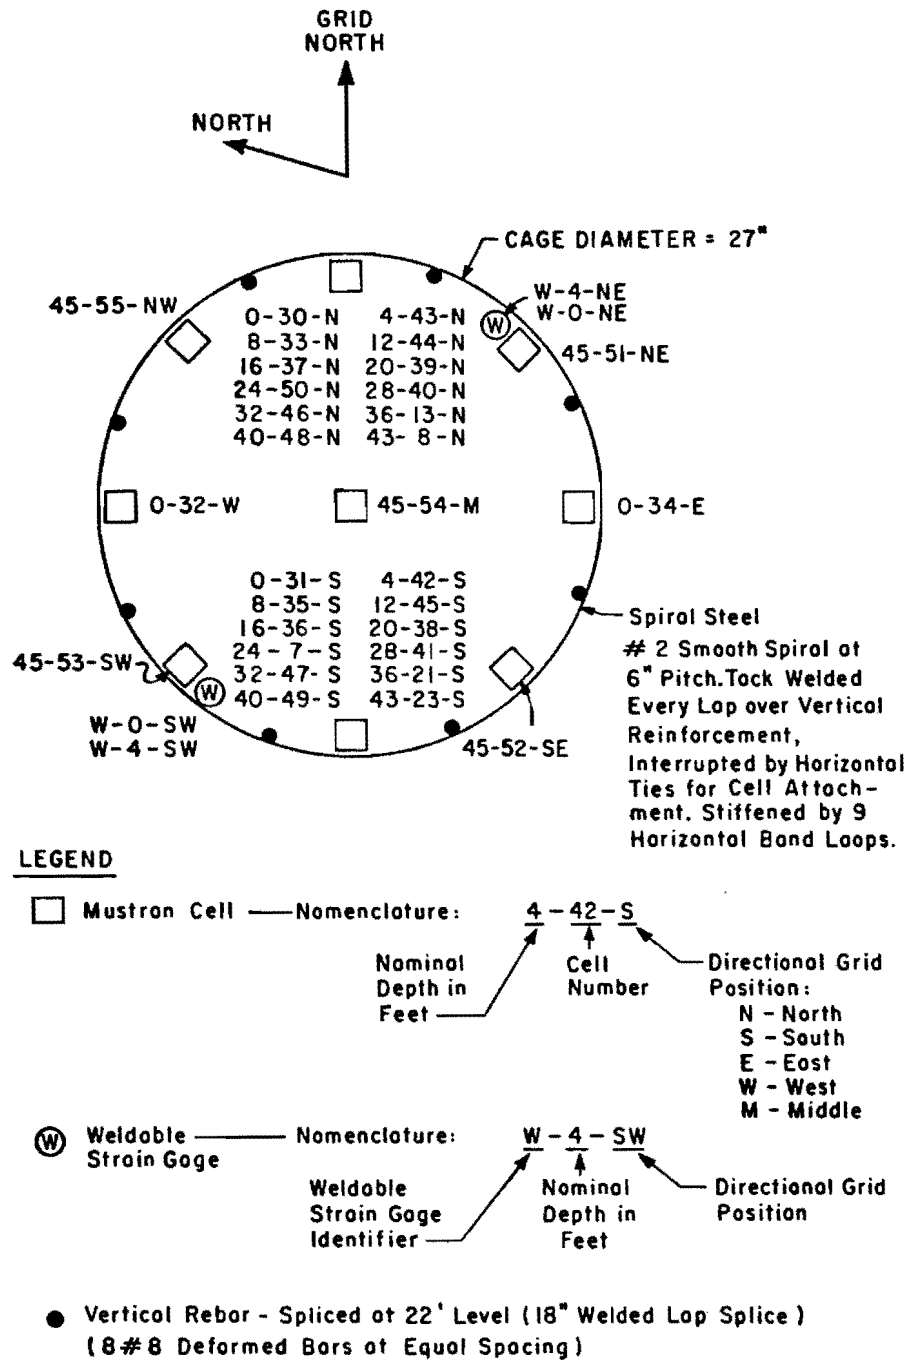 GRID
NORTH
NORTH
CAGE DIAMETER = 27"
45-55-NW
W-4-NE
W-0-NE
0-30-N 4-43-N
8-33-N 12-44-N
16-37-N 20-39-N
24-50-N 28-40-N
32-46-N 36-13-N
40-48-N 43-8-N
W
45-51-NE
0-32-W
45-54-M
0-34-E
0-31-S 4-42-S
8-35-S 12-45-S
16-36-S 20-38-S
24-7-S 28-41-S
32-47-S 36-21-S
40-49-S 43-23-S
45-53-SW
W
W-0-SW
W-4-SW
45-52-SE
Spiral Steel
#2 Smooth Spiral at
6" Pitch. Tack Welded
Every Lap over Vertical
Reinforcement,
Interrupted by Horizontal
Ties for Cell Attach-
ment. Stiffened by 9
Horizontal Band Loops.
LEGEND
Mustran Cell — Nomenclature: 4-42-S
Nominal
Depth in
Feet
Cell
Number
Directional Grid
Position:
N - North
S - South
E - East
W - West
M - Middle
W Weldable
Strain Gage — Nomenclature: W-4-SW
Weldable
Strain Gage
Identifier
Nominal
Depth in
Feet
Directional Grid
Position
Vertical Rebar - Spliced at 22' Level (18" Welded Lap Splice)
(8#8 Deformed Bars at Equal Spacing)